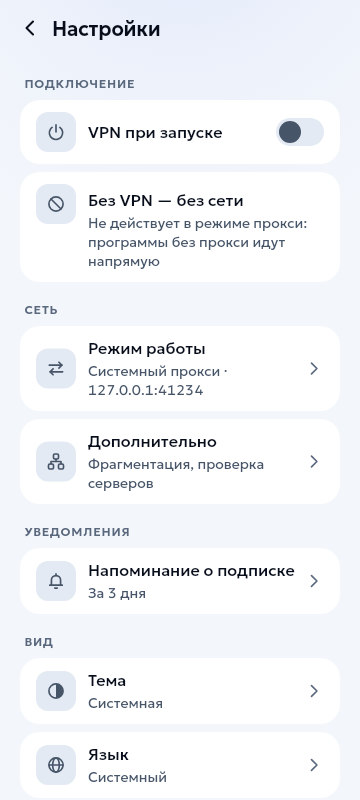 Настройки
ПОДКЛЮЧЕНИЕ
VPN при запуске
Без VPN — без сети
Не действует в режиме прокси:
программы без прокси идут
напрямую
СЕТЬ
Режим работы
Системный прокси ·
127.0.0.1:41234
Дополнительно
Фрагментация, проверка
серверов
УВЕДОМЛЕНИЯ
Напоминание о подписке
За 3 дня
ВИД
Тема
Системная
Язык
Системный